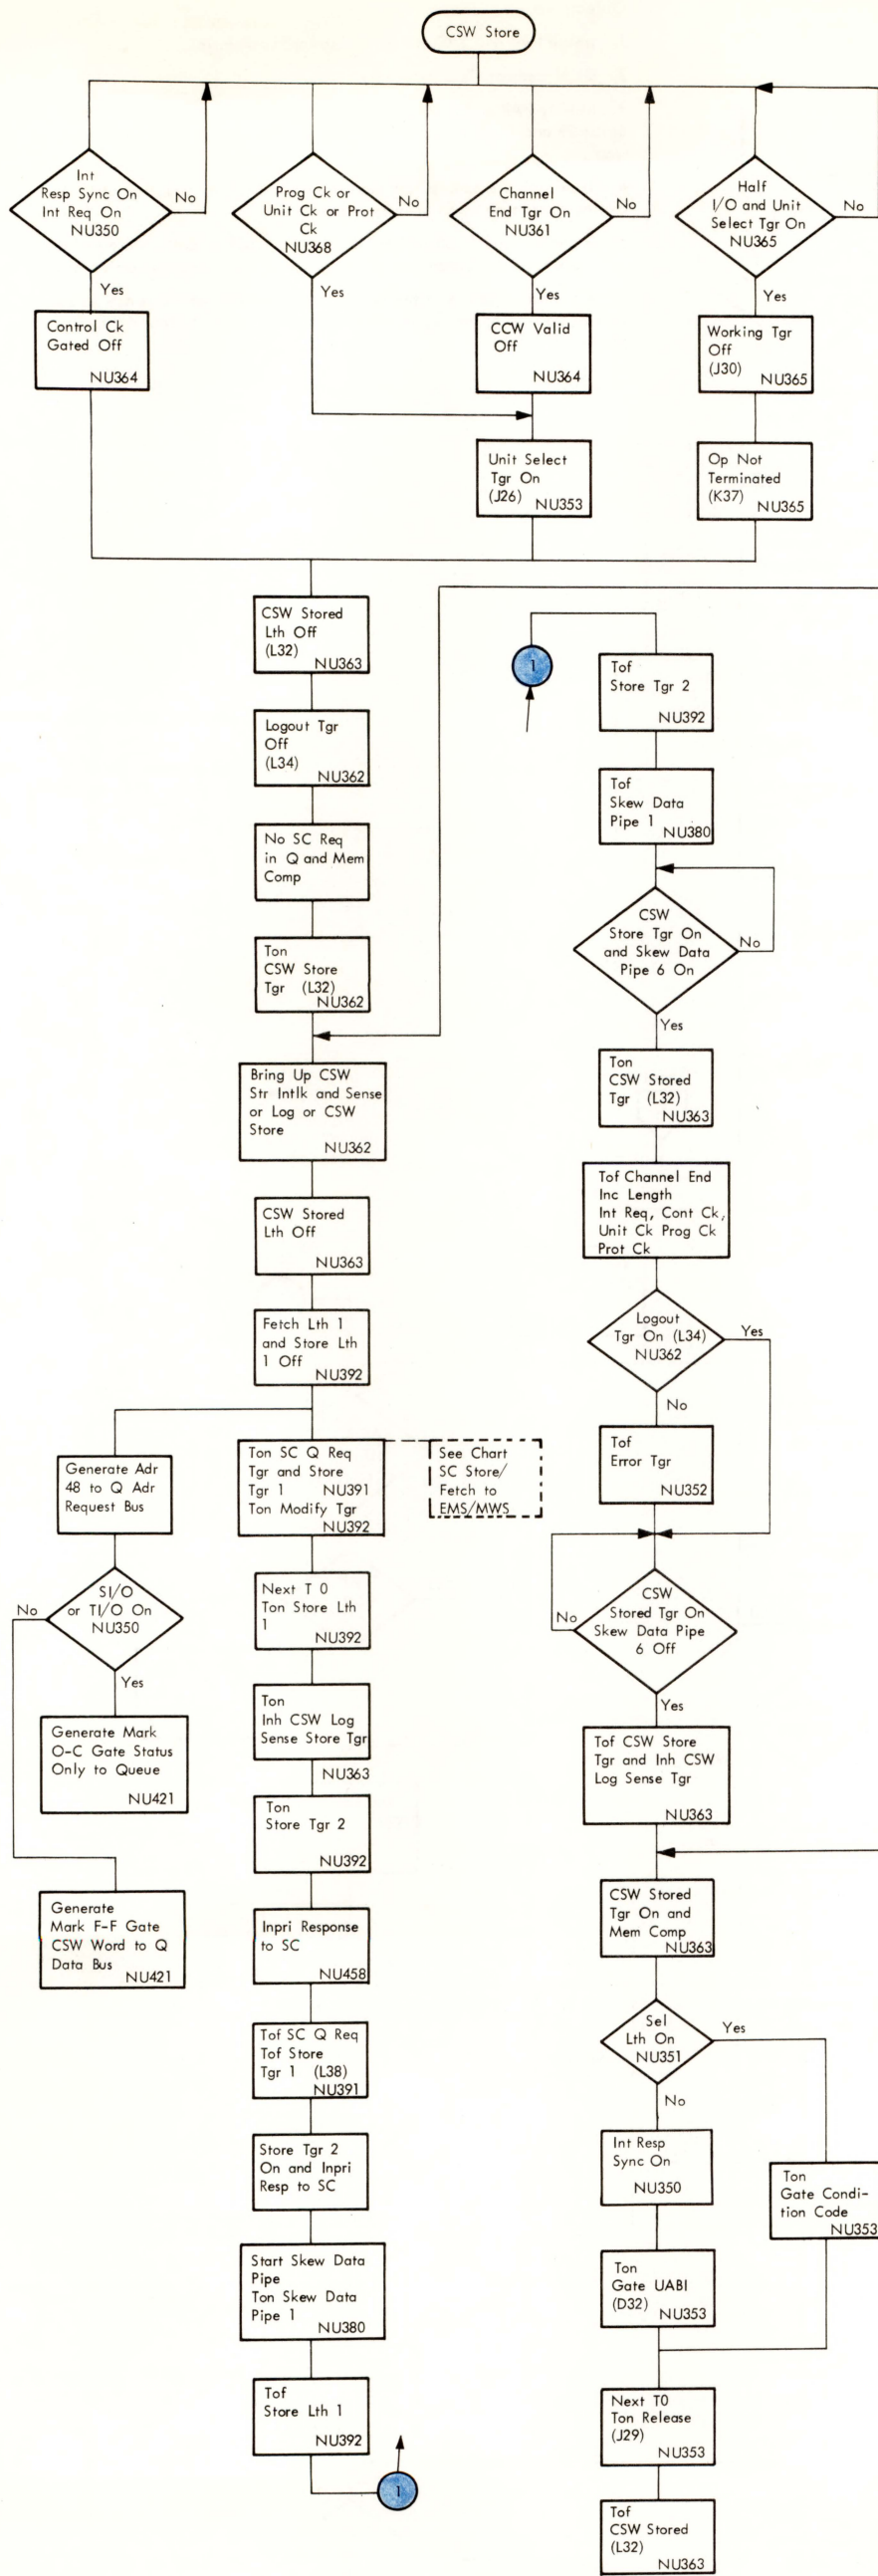 CSW Store
Int
Resp Sync On
Int Req On
NU350
No
Yes
Control Ck
Gated Off
NU364
Prog Ck or
Unit Ck or Prot
Ck
NU368
No
Yes
Channel
End Tgr On
NU361
No
Yes
CCW Valid
Off
NU364
Unit Select
Tgr On
(J26)
NU353
Half
I/O and Unit
Select Tgr On
NU365
No
Yes
Working Tgr
Off
(J30)
NU365
Op Not
Terminated
(K37)
NU365
CSW Stored
Lth Off
(L32)
NU363
Logout Tgr
Off
(L34)
NU362
No SC Req
in Q and Mem
Comp
Ton
CSW Store
Tgr (L32)
NU362
Bring Up CSW
Str Intlk and Sense
or Log or CSW
Store
NU362
CSW Stored
Lth Off
NU363
Fetch Lth 1
and Store Lth
1 Off
NU392
Generate Adr
48 to Q Adr
Request Bus
SI/O
or TI/O On
NU350
No
Yes
Generate Mark
O-C Gate Status
Only to Queue
NU421
Generate
Mark F-F Gate
CSW Word to Q
Data Bus
NU421
Ton SC Q Req
Tgr and Store
Tgr 1 NU391
Ton Modify Tgr
NU392
See Chart
SC Store/
Fetch to
EMS/MWS
Next T 0
Ton Store Lth
1
NU392
Ton
Inh CSW Log
Sense Store Tgr
NU363
Ton
Store Tgr 2
NU392
Inpri Response
to SC
NU458
Tof SC Q Req
Tof Store
Tgr 1 (L38)
NU391
Store Tgr 2
On and Inpri
Resp to SC
Start Skew Data
Pipe
Ton Skew Data
Pipe 1
NU380
Tof
Store Lth 1
NU392
1
1
Tof
Store Tgr 2
NU392
Tof
Skew Data
Pipe 1
NU380
CSW
Store Tgr On
and Skew Data
Pipe 6 On
No
Yes
Ton
CSW Stored
Tgr (L32)
NU363
Tof Channel End
Inc Length
Int Req, Cont Ck,
Unit Ck Prog Ck
Prot Ck
Logout
Tgr On (L34)
NU362
Yes
No
Tof
Error Tgr
NU352
CSW
Stored Tgr On
Skew Data Pipe
6 Off
No
Yes
Tof CSW Store
Tgr and Inh CSW
Log Sense Tgr
NU363
CSW Stored
Tgr On and
Mem Comp
NU363
Sel
Lth On
NU351
Yes
No
Int Resp
Sync On
NU350
Ton
Gate Condi-
tion Code
NU353
Ton
Gate UABI
(D32)
NU353
Next T0
Ton Release
(J29)
NU353
Tof
CSW Stored
(L32)
NU363